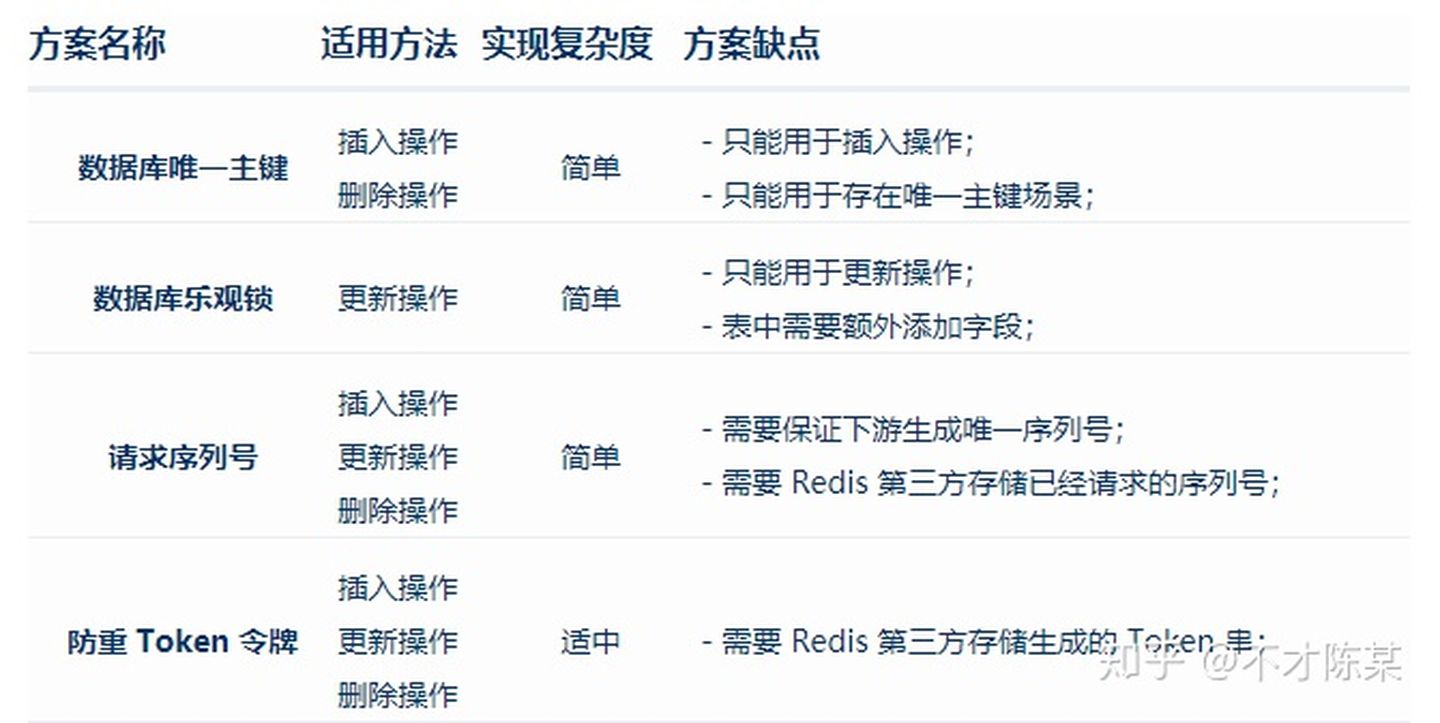 方案名称 适用方法 实现复杂度 方案缺点
数据库唯一主键
插入操作
删除操作
简单
- 只能用于插入操作；
- 只能用于存在唯一主键场景；
数据库乐观锁
更新操作
简单
- 只能用于更新操作；
- 表中需要额外添加字段；
请求序列号
插入操作
更新操作
删除操作
简单
- 需要保证下游生成唯一序列号；
- 需要 Redis 第三方存储已经请求的序列号；
防重 Token 令牌
插入操作
更新操作
删除操作
适中
- 需要 Redis 第三方存储生成的 Token 串；
知乎 @不才陈某